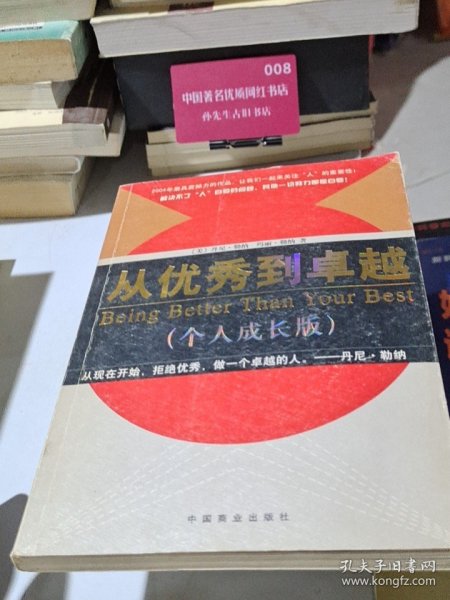 008
中国著名优质网红书店
孙先生古旧书店
2004年最具震撼力的作品，让我们一起来关注“人”的重要性！
解决不了“人”自身的问题，其他一切努力都是白费！
（美）丹尼·勒纳 玛丽·勒纳 著
从优秀到卓越
Being Better Than Your Best
（个人成长版）
从现在开始，拒绝优秀，做一个卓越的人。——丹尼·勒纳
中国商业出版社
孔夫子旧书网
www.kongfz.com